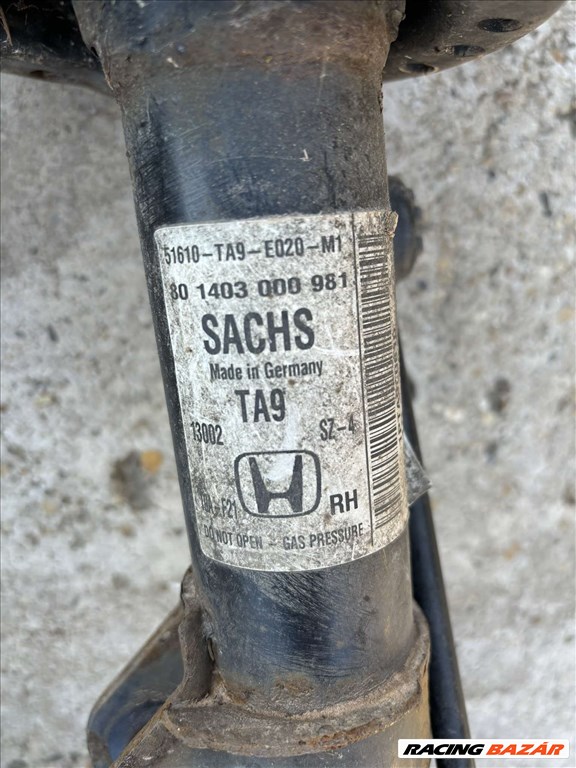 51610-TA9-E020-M1
80 1403 000 981
SACHS
Made in Germany
TA9
13002 SZ-4
RH
DO NOT OPEN - GAS PRESSURE
RACING BAZÁR